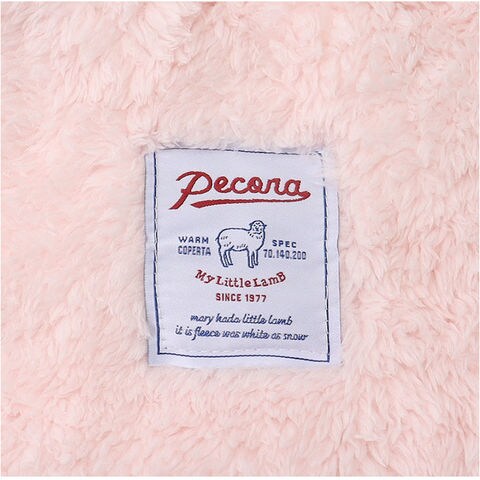 Pecora
WARM SPEC
COPERTA 70.140.200
My Little Lamb
SINCE 1977
mary hada little lamb
it is fleece was white as snow